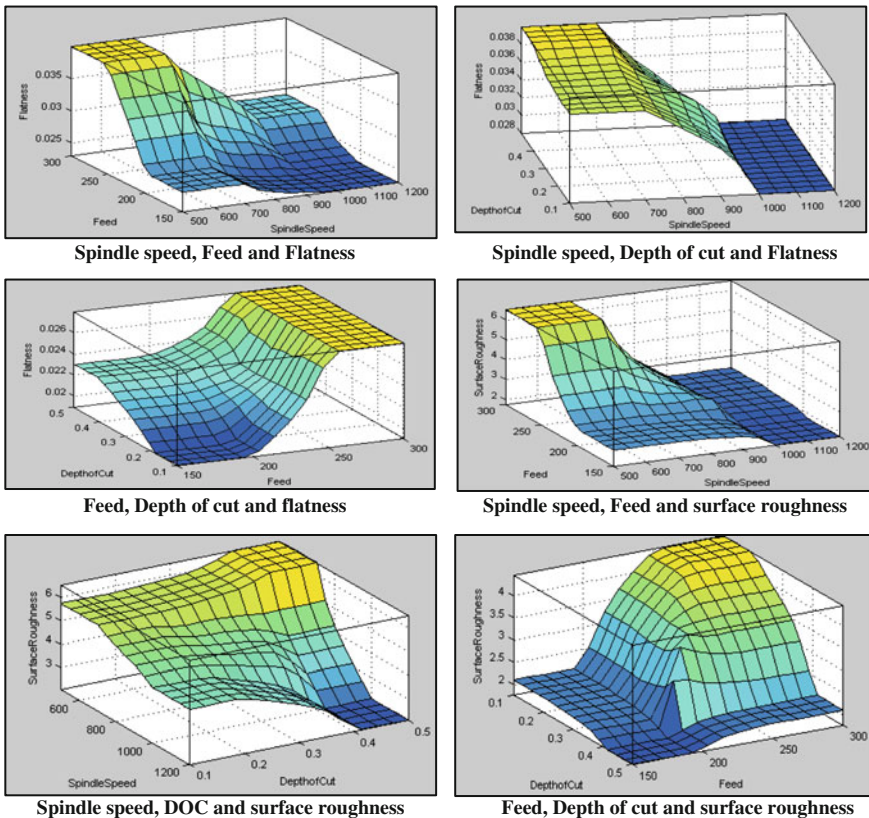 0.035
0.03
0.025
Flatness
300
250
200
150
Feed
500 600 700 800 900 1000 1100 1200
SpindleSpeed
Spindle speed, Feed and Flatness
0.038
0.036
0.034
0.032
0.03
0.028
Flatness
0.4
0.3
0.2
0.1
DepthofCut
500 600 700 800 900 1000 1100 1200
SpindleSpeed
Spindle speed, Depth of cut and Flatness
0.026
0.024
0.022
0.02
Flatness
0.5
0.4
0.3
0.2
0.1
DepthofCut
150 200 250 300
Feed
Feed, Depth of cut and flatness
6
5
4
3
2
SurfaceRoughness
300
250
200
150
Feed
500 600 700 800 900 1000 1100 1200
SpindleSpeed
Spindle speed, Feed and surface roughness
6
5
4
3
SurfaceRoughness
600
800
1000
1200
SpindleSpeed
0.1 0.2 0.3 0.4 0.5
DepthofCut
Spindle speed, DOC and surface roughness
4
3.5
3
2.5
2
SurfaceRoughness
0.1
0.2
0.3
0.4
0.5
DepthofCut
150 200 250 300
Feed
Feed, Depth of cut and surface roughness